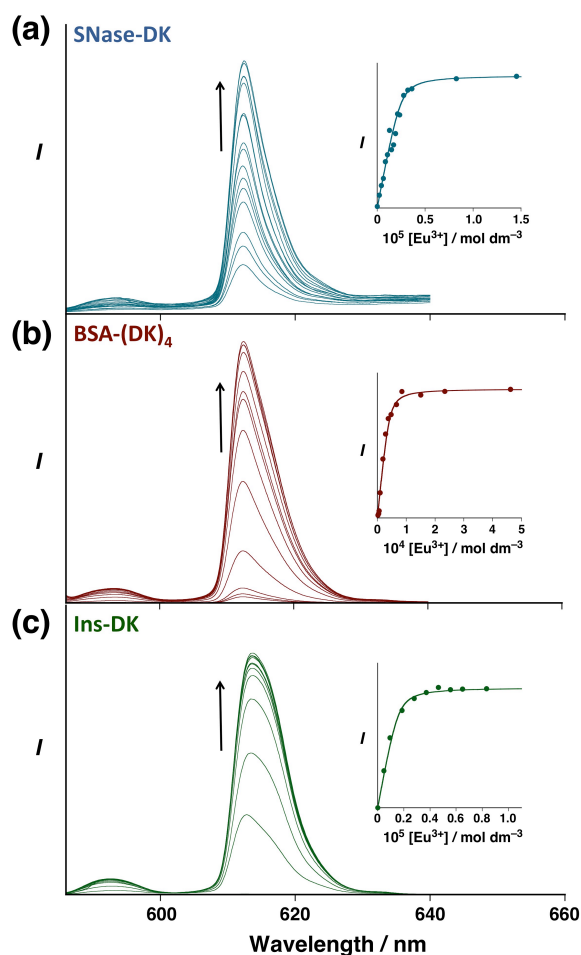 (a)
SNase-DK
I
I
0
0.5
1.0
1.5
10⁵ [Eu³⁺] / mol dm⁻³
(b)
BSA-(DK)₄
I
I
0
1
2
3
4
5
10⁴ [Eu³⁺] / mol dm⁻³
(c)
Ins-DK
I
I
0
0.2
0.4
0.6
0.8
1.0
10⁵ [Eu³⁺] / mol dm⁻³
600
620
640
660
Wavelength / nm